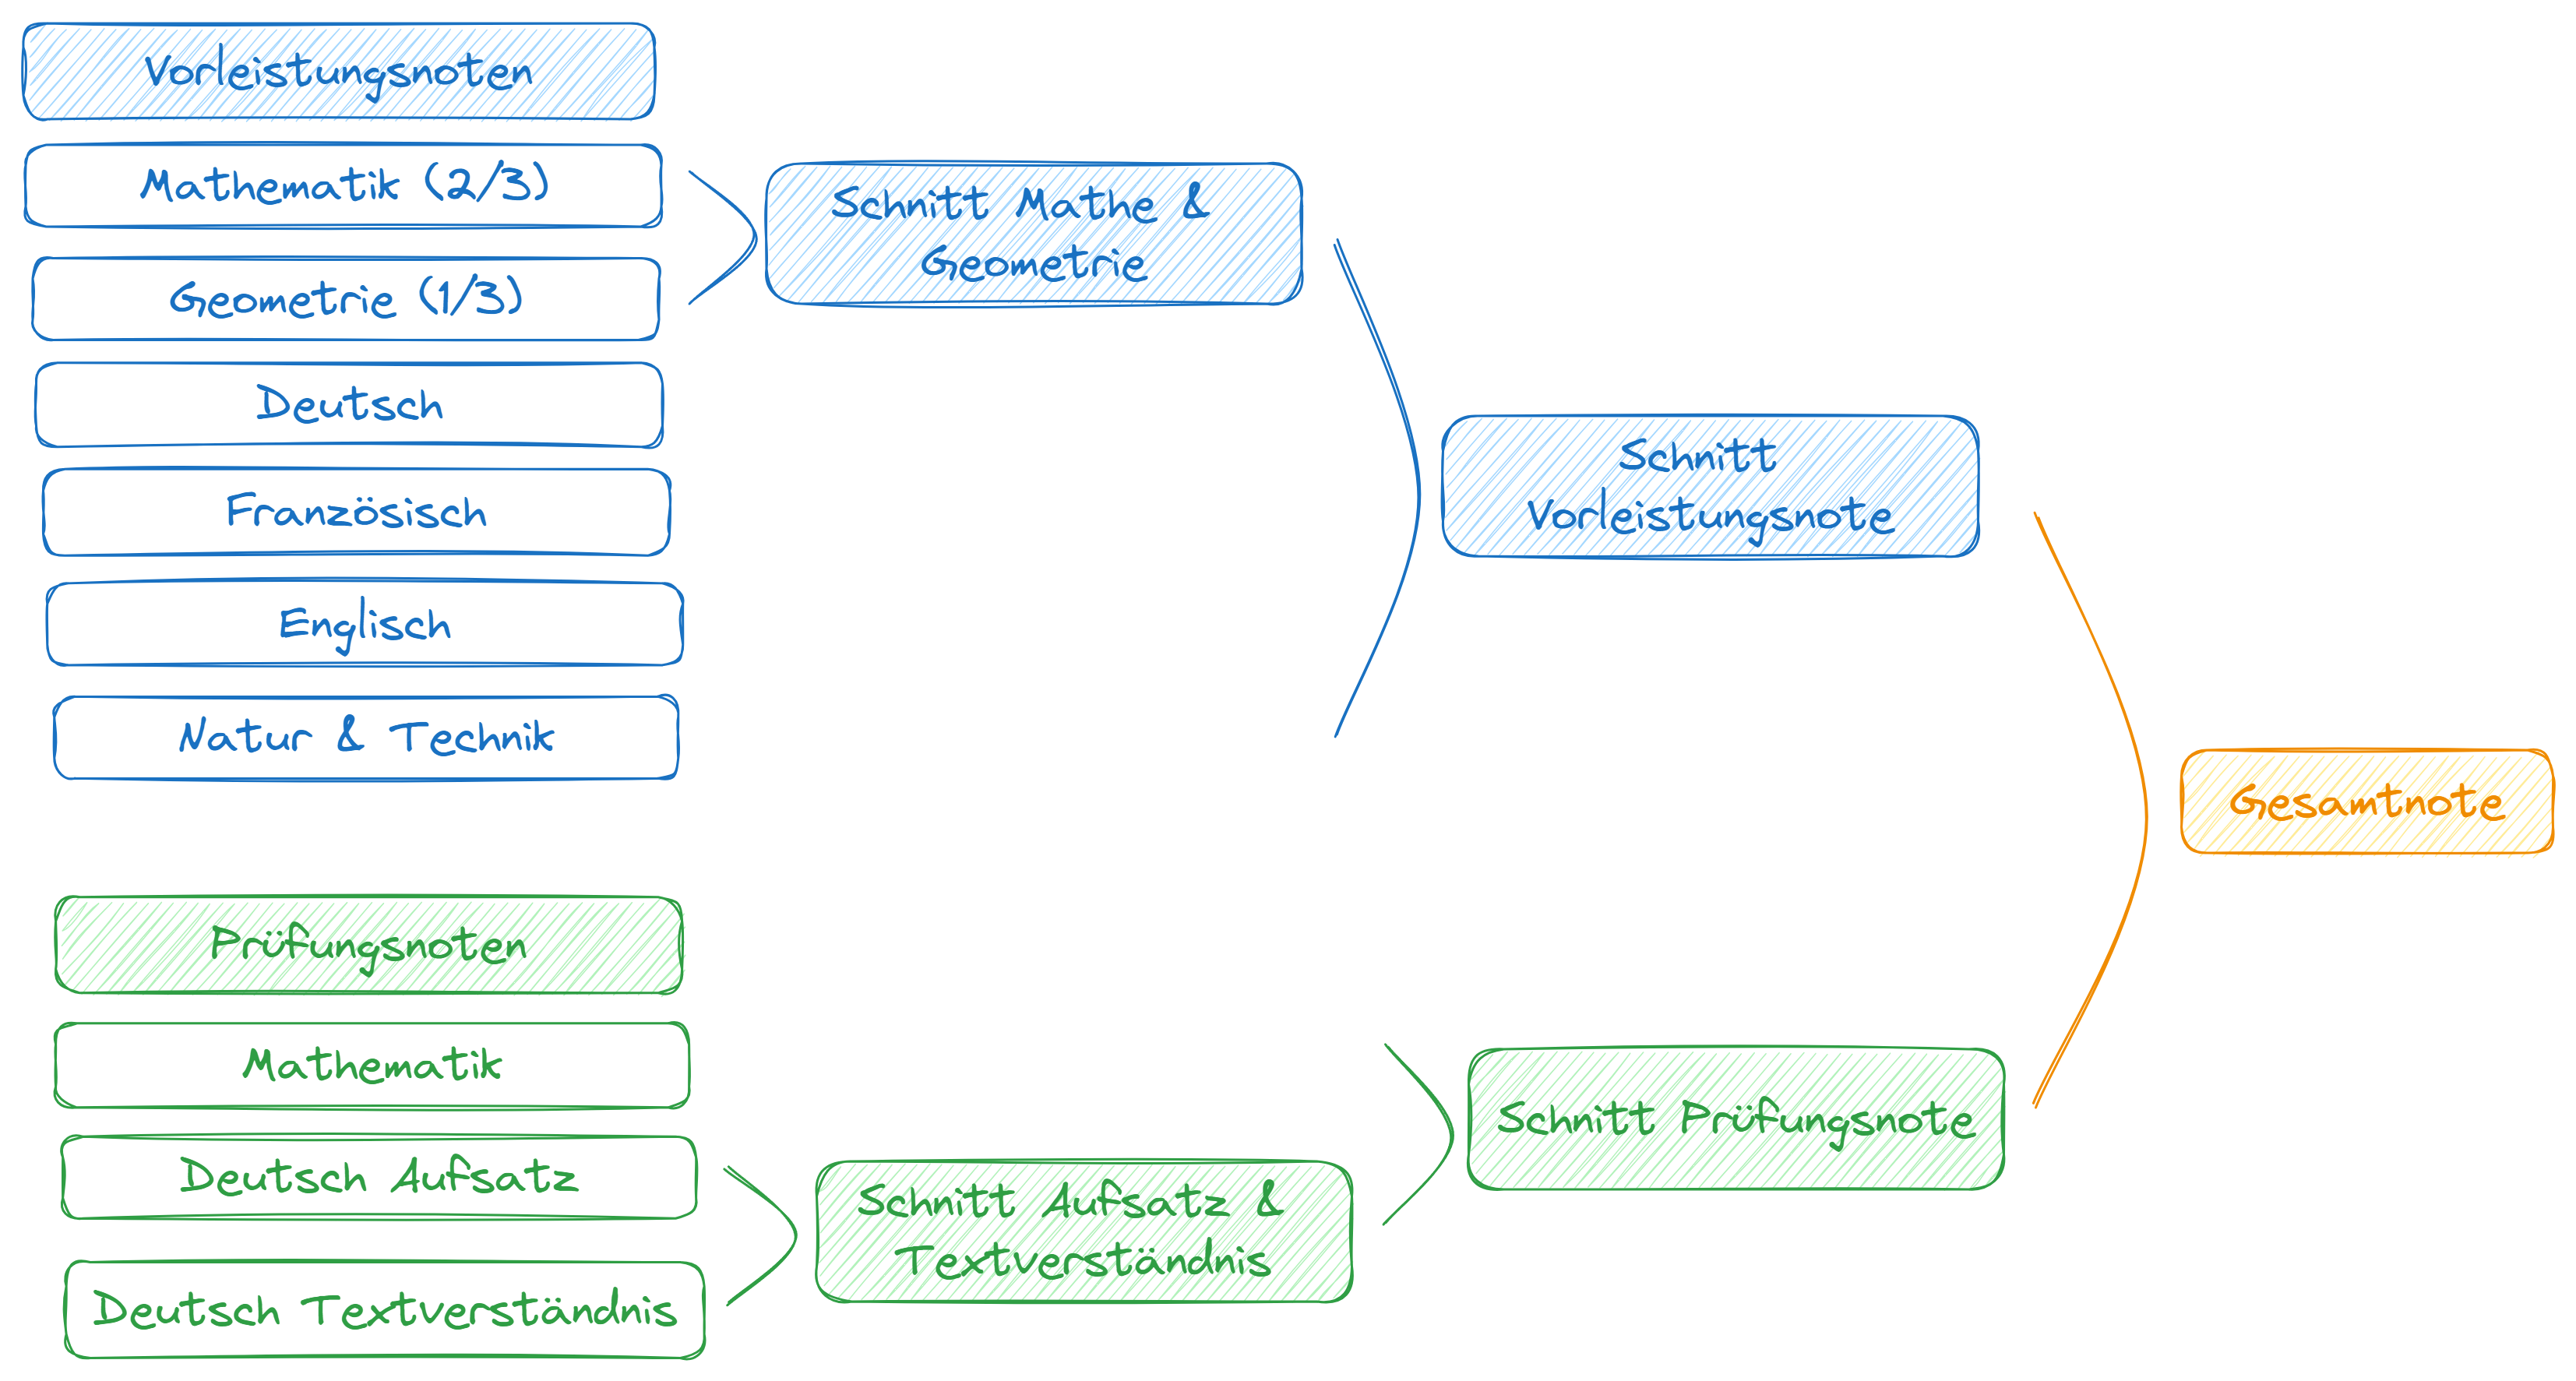 Vorleistungsnoten
Mathematik (2/3)
Geometrie (1/3)
Schnitt Mathe &
Geometrie
Deutsch
Französisch
Englisch
Natur & Technik
Schnitt
Vorleistungsnote
Gesamtnote
Prüfungsnoten
Mathematik
Deutsch Aufsatz
Deutsch Textverständnis
Schnitt Aufsatz &
Textverständnis
Schnitt Prüfungsnote